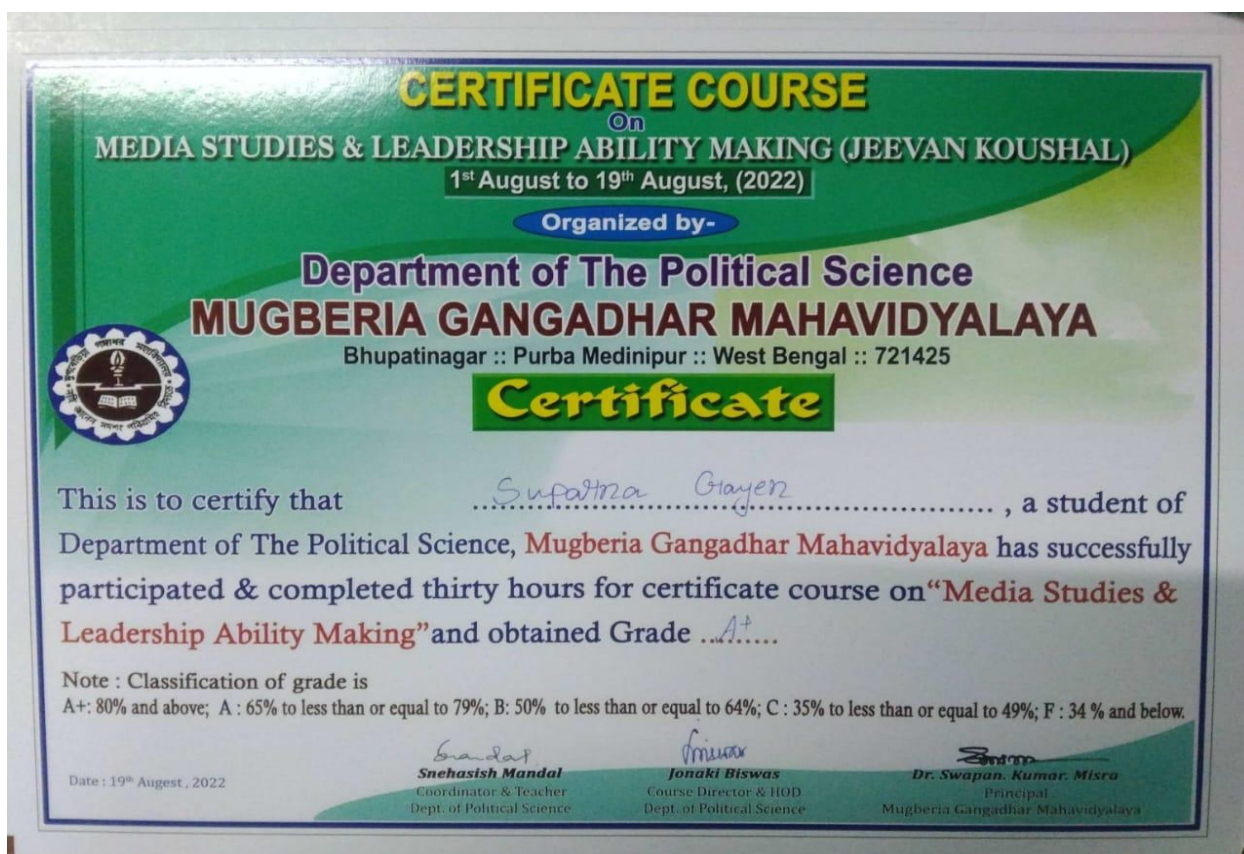 CERTIFICATE COURSE
On
MEDIA STUDIES & LEADERSHIP ABILITY MAKING (JEEVAN KOUSHAL)
1st August to 19th August, (2022)
Organized by-
Department of The Political Science
MUGBERIA GANGADHAR MAHAVIDYALAYA
Bhupatinagar :: Purba Medinipur :: West Bengal :: 721425
Certificate
This is to certify that Suparna Gayen, a student of
Department of The Political Science, Mugberia Gangadhar Mahavidyalaya has successfully
participated & completed thirty hours for certificate course on “Media Studies &
Leadership Ability Making” and obtained Grade ..A+.....
Note : Classification of grade is
A+: 80% and above; A : 65% to less than or equal to 79%; B: 50% to less than or equal to 64%; C : 35% to less than or equal to 49%; F : 34 % and below.
Date : 19th Augest, 2022
Snehasish Mandal
Coordinator & Teacher
Dept. of Political Science
Jonaki Biswas
Course Director & HOD
Dept. of Political Science
Dr. Swapan. Kumar. Misra
Principal
Mugberia Gangadhar Mahavidyalaya